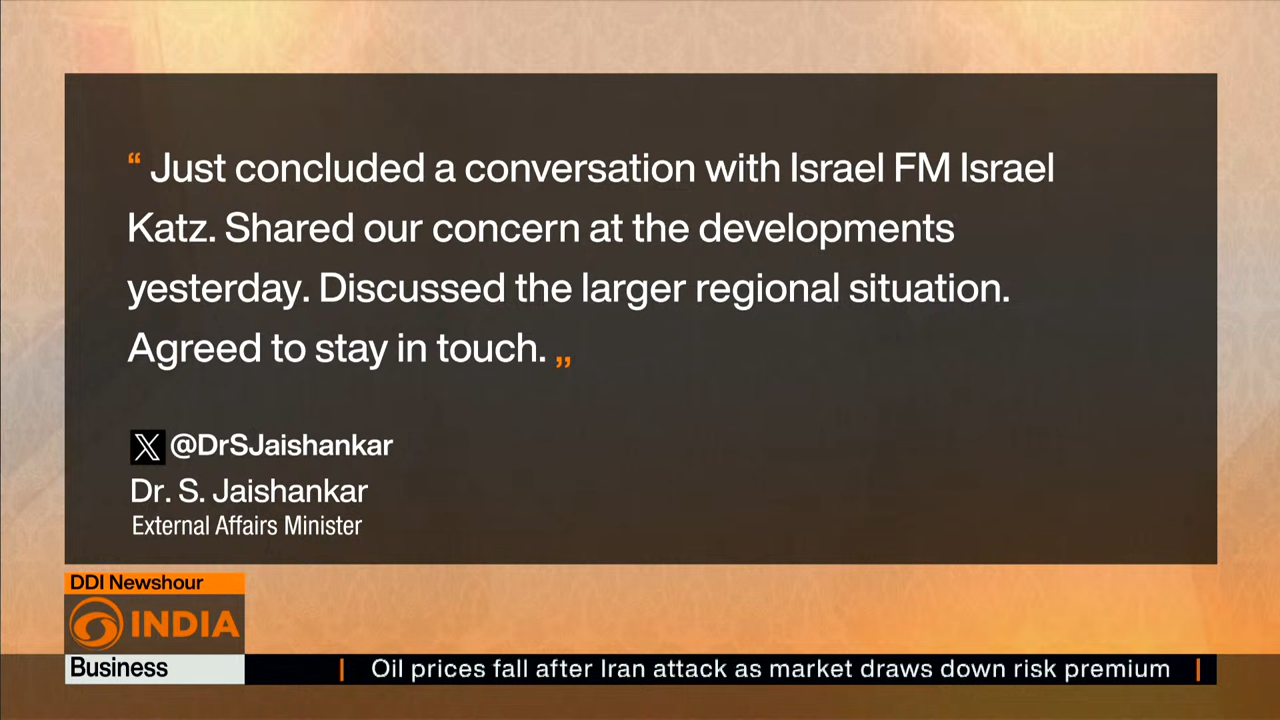 “ Just concluded a conversation with Israel FM Israel
Katz. Shared our concern at the developments
yesterday. Discussed the larger regional situation.
Agreed to stay in touch. „
X @DrSJaishankar
Dr. S. Jaishankar
External Affairs Minister
DDI Newshour
INDIA
Business
| Oil prices fall after Iran attack as market draws down risk premium |